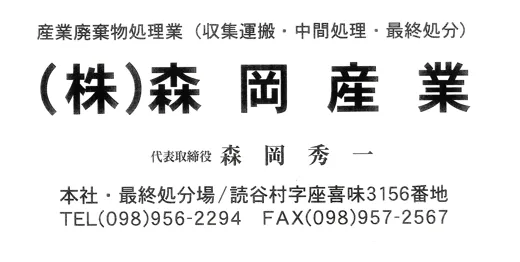 産業廃棄物処理業(収集運搬・中間処理・最終処分)
(株)森岡産業
代表取締役 森岡秀一
本社・最終処分場/読谷村字座喜味3156番地
TEL(098)956-2294 FAX(098)957-2567